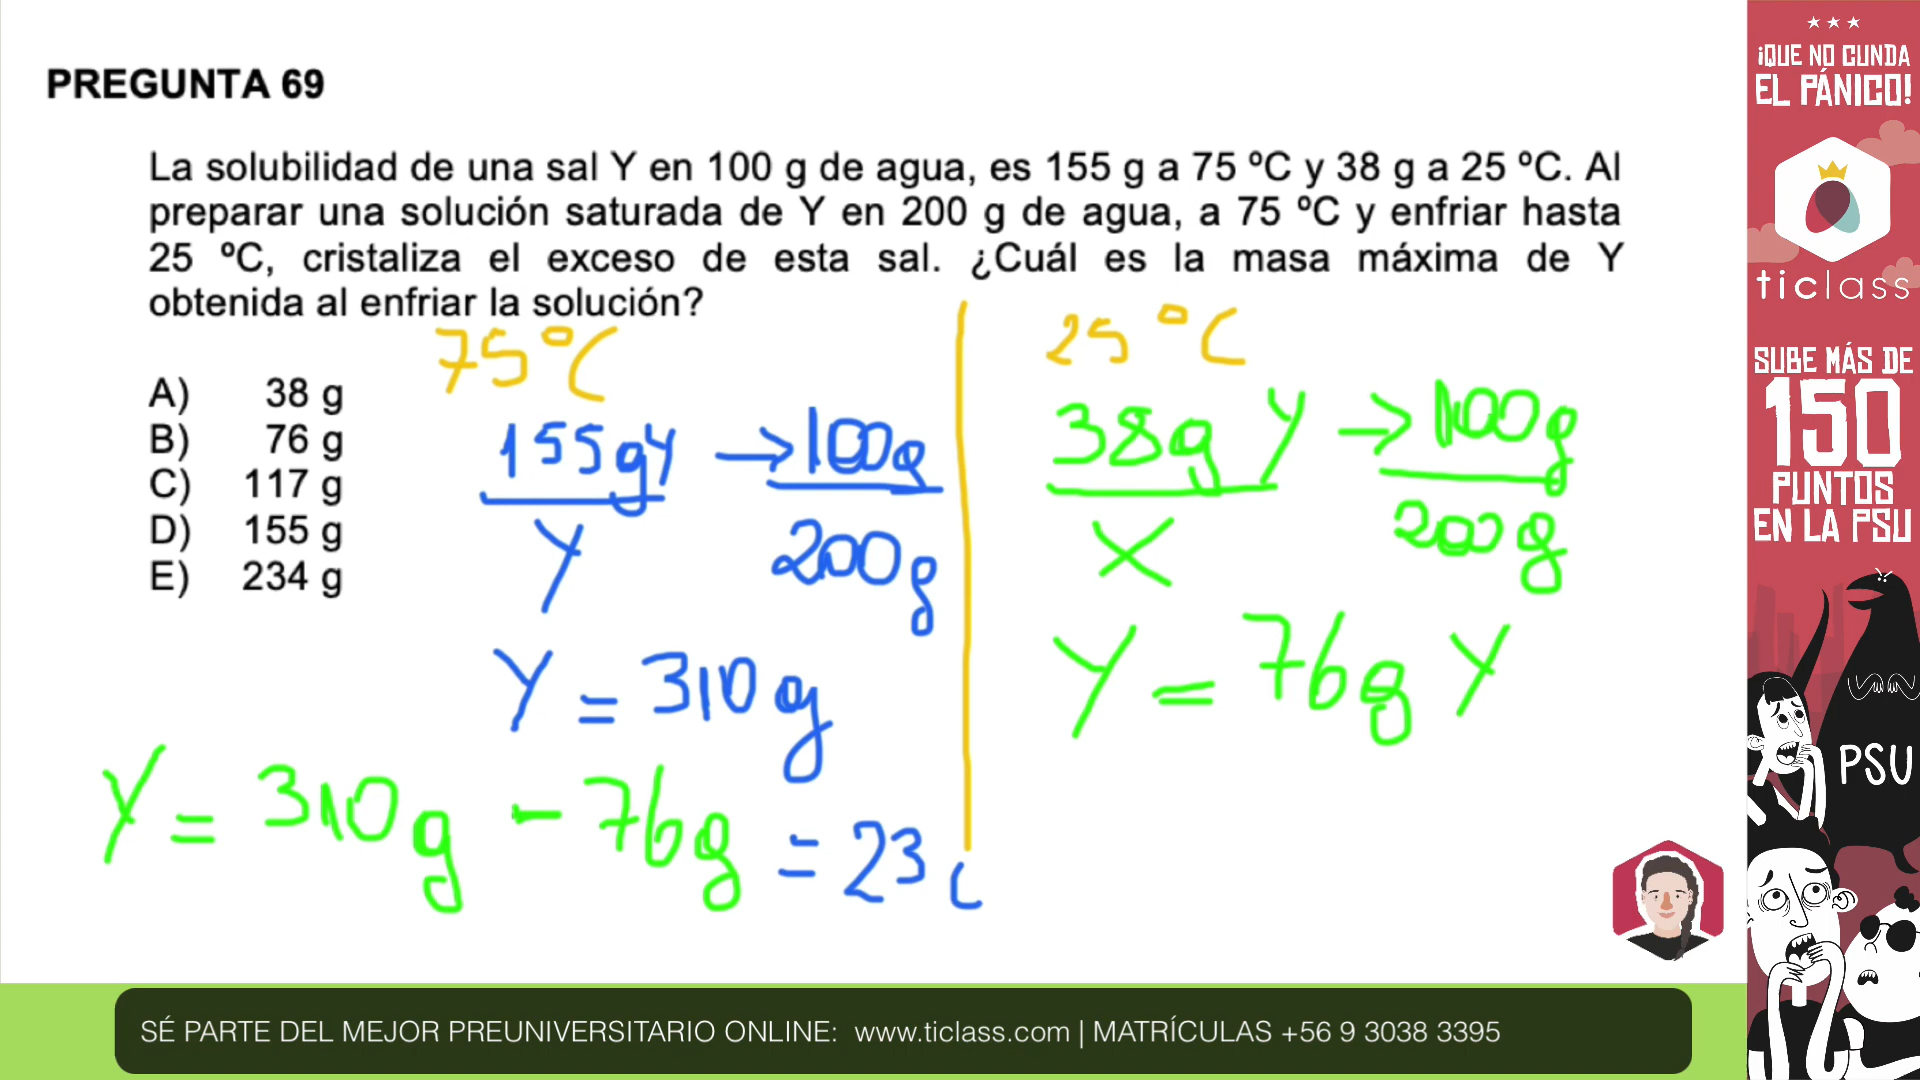 PREGUNTA 69
La solubilidad de una sal Y en 100 g de agua, es 155 g a 75 ºC y 38 g a 25 ºC. Al
preparar una solución saturada de Y en 200 g de agua, a 75 ºC y enfriar hasta
25 ºC, cristaliza el exceso de esta sal. ¿Cuál es la masa máxima de Y
obtenida al enfriar la solución?
A) 38 g
B) 76 g
C) 117 g
D) 155 g
E) 234 g
75°C
155gY → 100g
Y 200g
Y = 310g
25°C
38g Y → 100g
X 200g
Y = 76g Y
Y = 310g - 76g = 23
¡QUE NO CUNDA
EL PÁNICO!
ticlass
SUBE MÁS DE
150
PUNTOS
EN LA PSU
PSU
SÉ PARTE DEL MEJOR PREUNIVERSITARIO ONLINE: www.ticlass.com | MATRÍCULAS +56 9 3038 3395